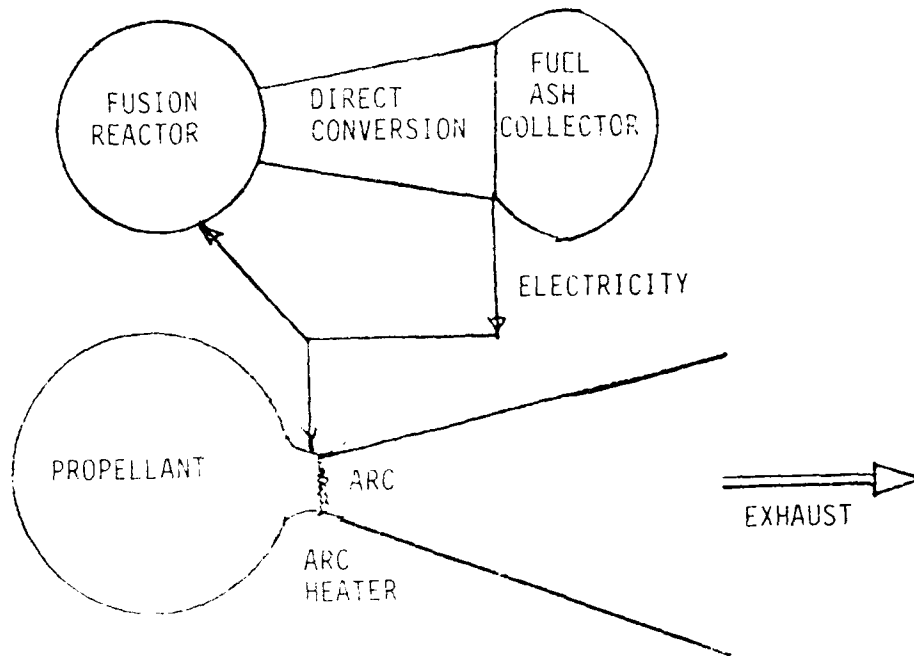 FUSION
REACTOR
DIRECT
CONVERSION
FUEL
ASH
COLLECTOR
ELECTRICITY
PROPELLANT
ARC
ARC
HEATER
EXHAUST